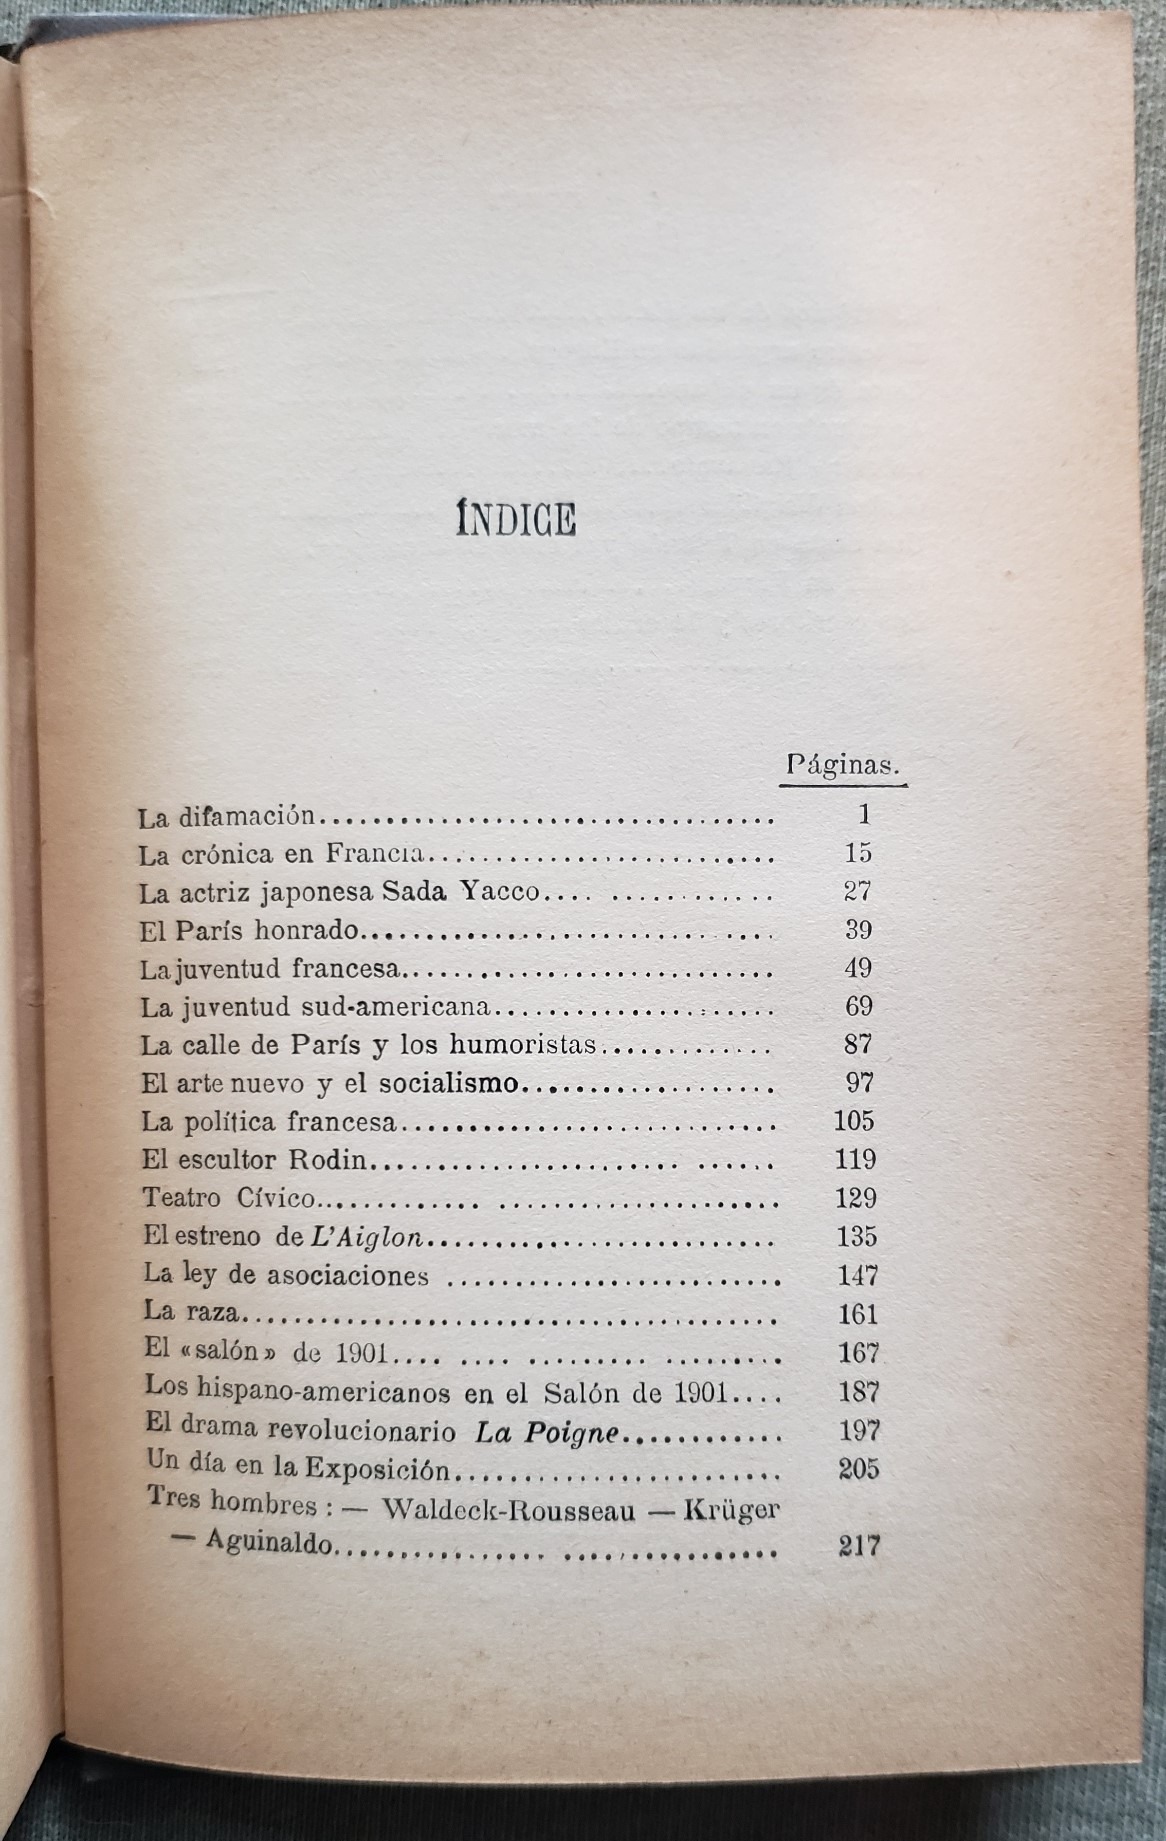 ÍNDICE
Páginas.
La difamación................................... 1
La crónica en Francia.......................... 15
La actriz japonesa Sada Yacco.... ............ 27
El París honrado............................... 39
La juventud francesa............................ 49
La juventud sud-americana..................... 69
La calle de París y los humoristas............. 87
El arte nuevo y el socialismo................... 97
La política francesa............................ 105
El escultor Rodin....................... ...... 119
Teatro Cívico............. ..................... 129
El estreno de L'Aiglon.......................... 135
La ley de asociaciones ......................... 147
La raza........................................ 161
El «salón» de 1901.... .... ......... ......... 167
Los hispano-americanos en el Salón de 1901.... 187
El drama revolucionario La Poigne............ 197
Un día en la Exposición......................... 205
Tres hombres : — Waldeck-Rousseau — Krüger
— Aguinaldo................ ................ 217